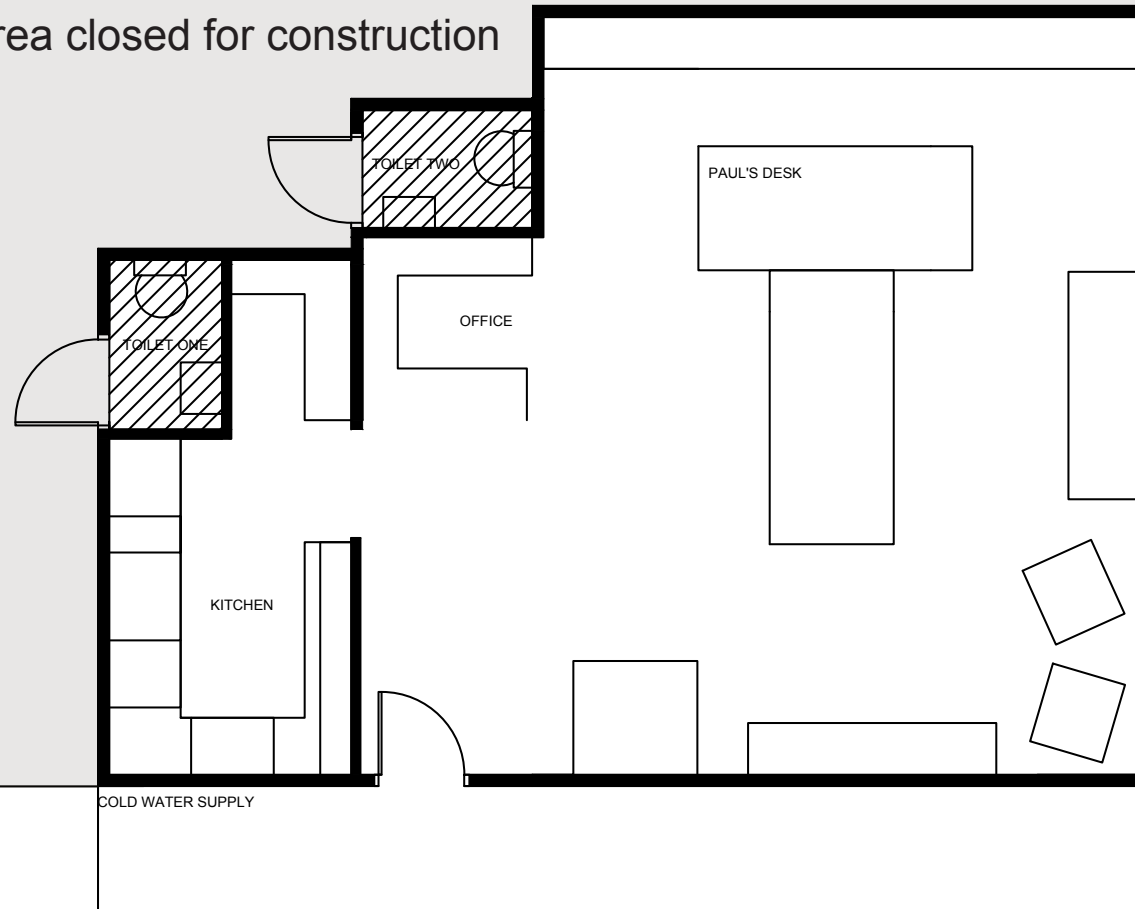 rea closed for construction
TOILET TWO
PAUL'S DESK
OFFICE
TOILET ONE
KITCHEN
COLD WATER SUPPLY